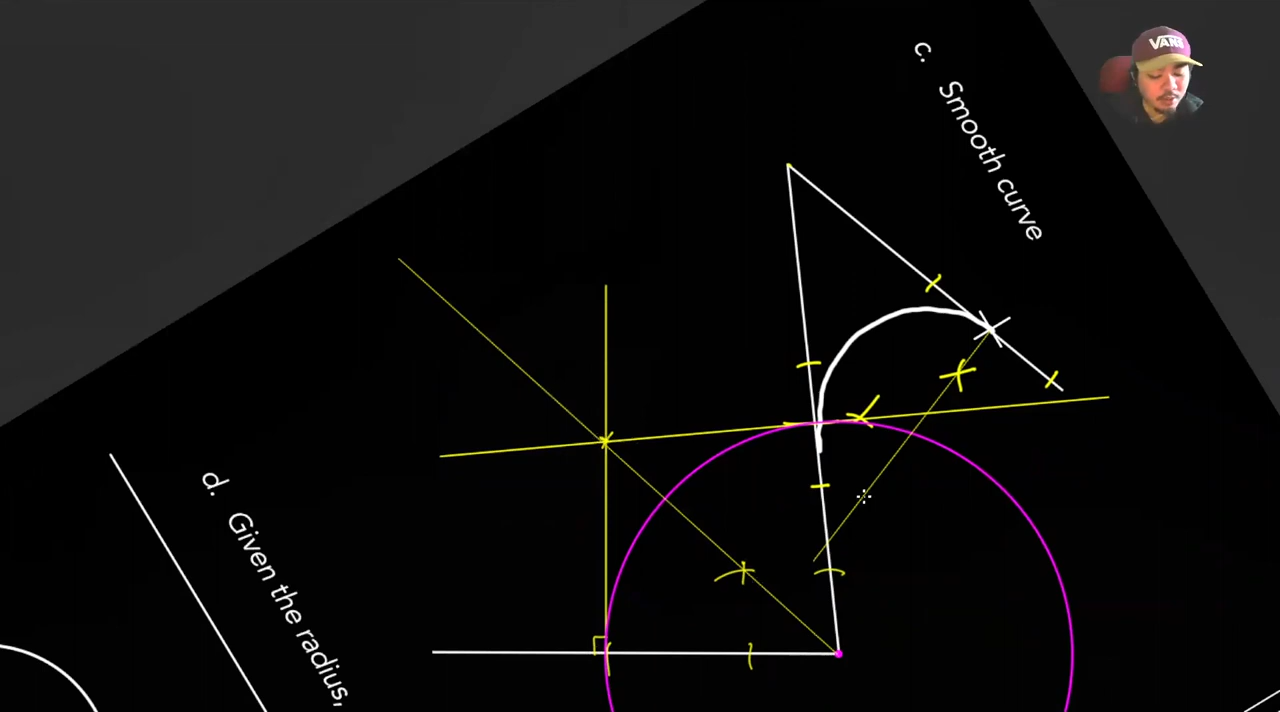 VANS
c. Smooth curve
d. Given the radius,